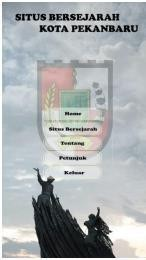 SITUS BERSEJARAH
KOTA PEKANBARU
Home
Situs Bersejarah
Tentang
Petunjuk
Keluar